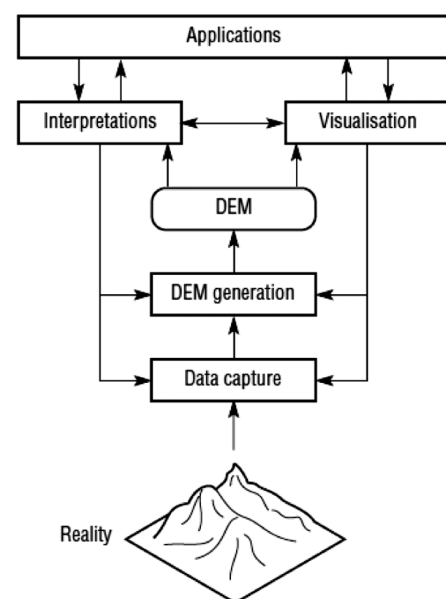 Applications
Interpretations
Visualisation
DEM
DEM generation
Data capture
Reality